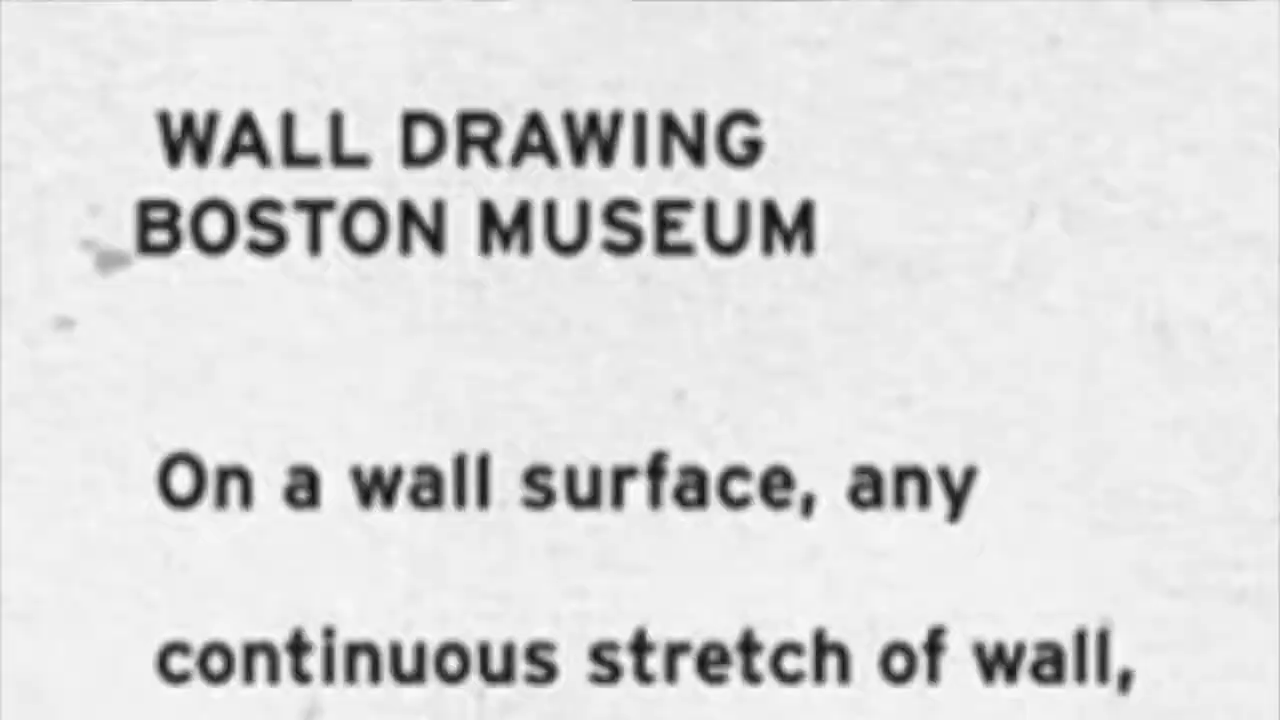 WALL DRAWING
BOSTON MUSEUM
On a wall surface, any
continuous stretch of wall,